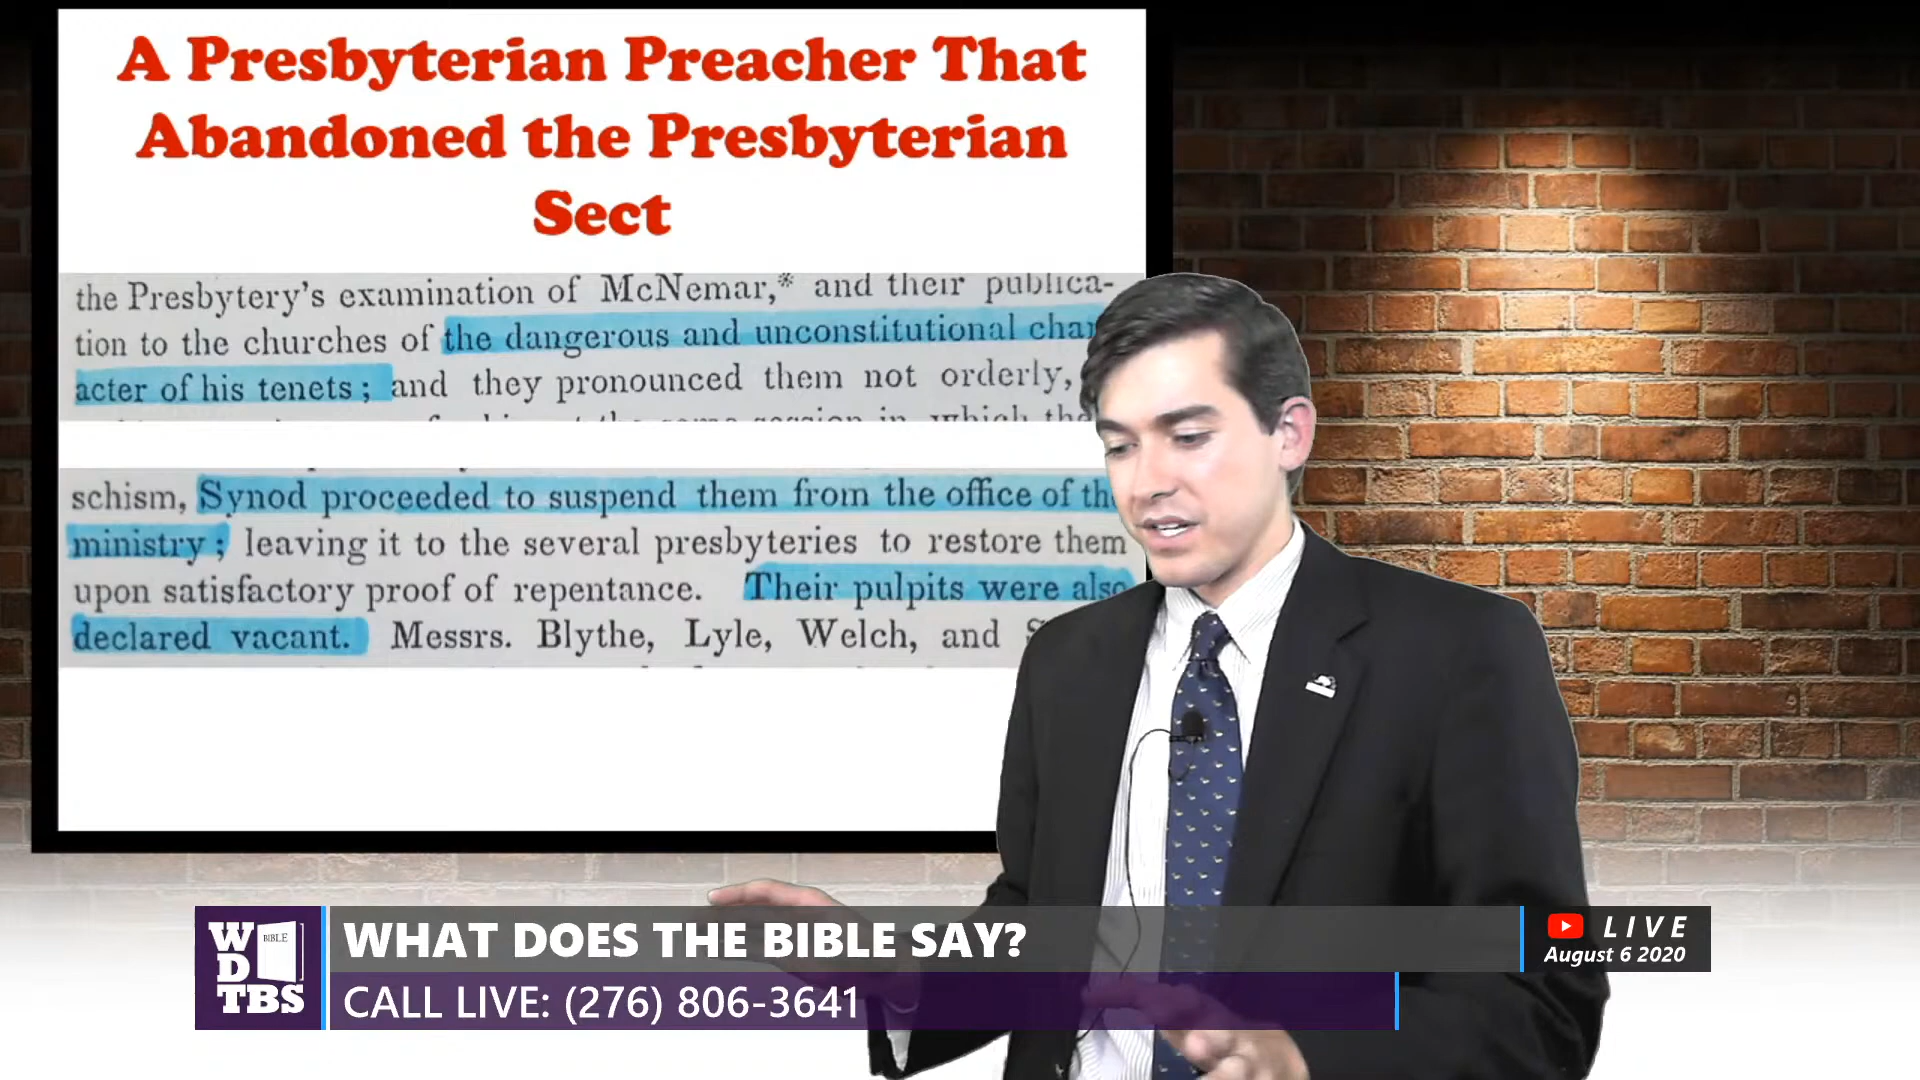 A Presbyterian Preacher That
Abandoned the Presbyterian
Sect
the Presbytery's examination of McNemar,* and their publica-
tion to the churches of the dangerous and unconstitutional char
acter of his tenets; and they pronounced them not orderly,
schism, Synod proceeded to suspend them from the office of the
ministry; leaving it to the several presbyteries to restore them
upon satisfactory proof of repentance. Their pulpits were also
declared vacant. Messrs. Blythe, Lyle, Welch, and
WD
TBS
BIBLE
WHAT DOES THE BIBLE SAY?
CALL LIVE: (276) 806-3641
LIVE
August 6 2020